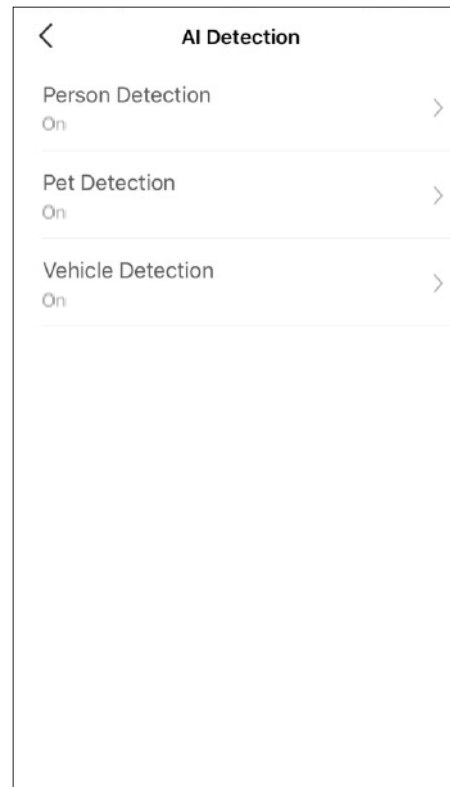 AI Detection
Person Detection
On
Pet Detection
On
Vehicle Detection
On